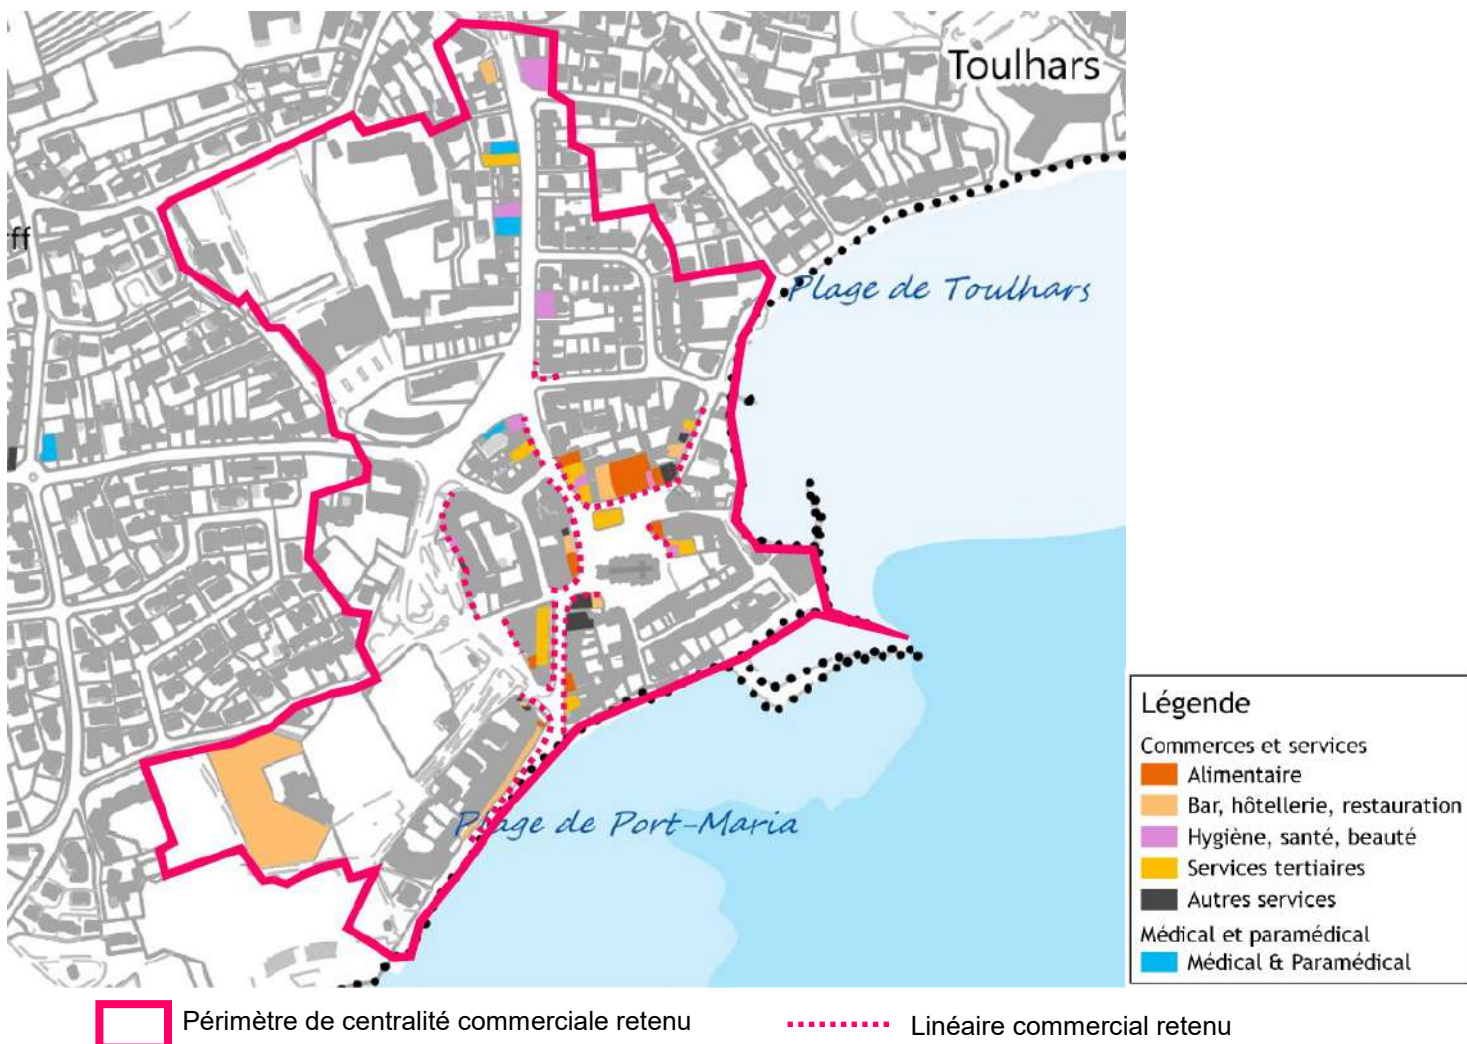 Toulhars
ff
Plage de Toulhars
Plage de Port-Maria
Légende
Commerces et services
Alimentaire
Bar, hôtellerie, restauration
Hygiène, santé, beauté
Services tertiaires
Autres services
Médical et paramédical
Médical & Paramédical
Périmètre de centralité commerciale retenu
Linéaire commercial retenu